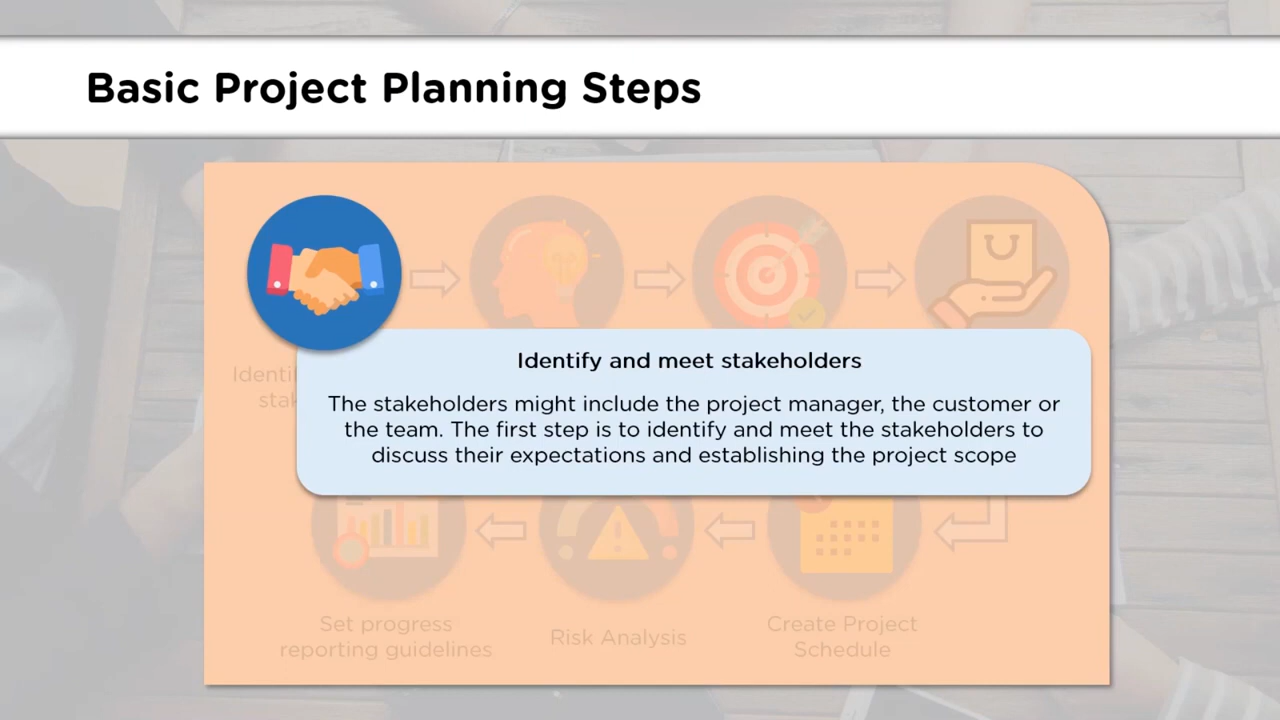 Basic Project Planning Steps
Identify and meet stakeholders
The stakeholders might include the project manager, the customer or
the team. The first step is to identify and meet the stakeholders to
discuss their expectations and establishing the project scope
Set progress
reporting guidelines
Risk Analysis
Create Project
Schedule